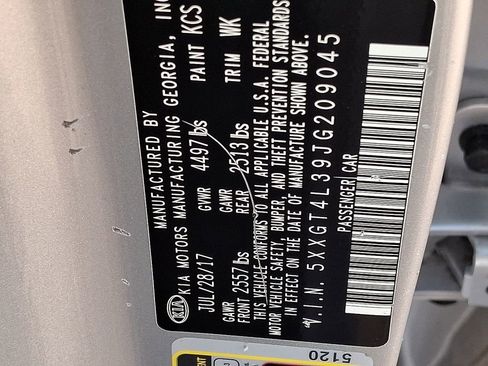 MANUFACTURED BY
KIA KIA MOTORS MANUFACTURING GEORGIA, INC
JUL/28/17 GVWR 4497 lbs PAINT KCS
GAWR FRONT 2557 lbs GAWR REAR 2513 lbs TRIM WK
THIS VEHICLE CONFORMS TO ALL APPLICABLE U.S.A. FEDERAL
MOTOR VEHICLE SAFETY, BUMPER, AND THEFT PREVENTION STANDARDS
IN EFFECT ON THE DATE OF MANUFACTURE SHOWN ABOVE.
V.I.N. 5XXGT4L39JG209045
PASSENGER CAR
5120